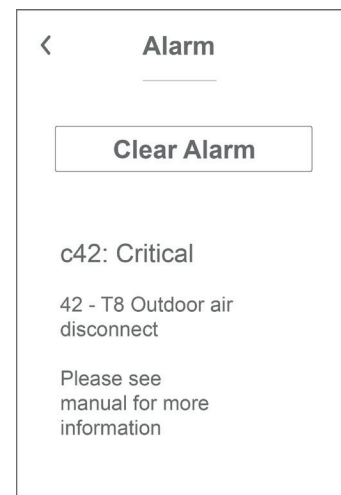 Alarm
Clear Alarm
c42: Critical
42 - T8 Outdoor air
disconnect
Please see
manual for more
information